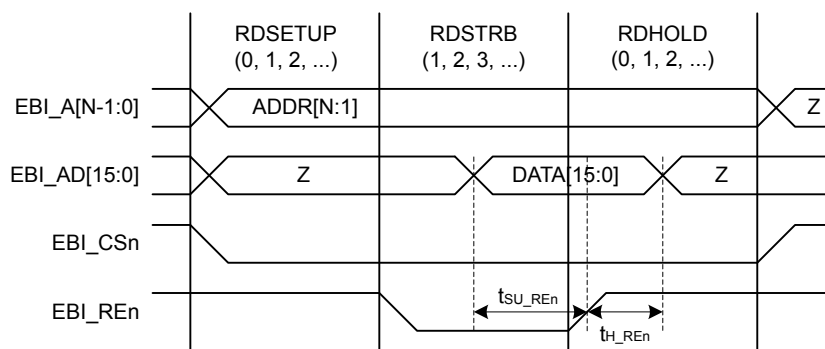 RDSETUP
(0, 1, 2, ...)
RDSTRB
(1, 2, 3, ...)
RDHOLD
(0, 1, 2, ...)
EBI_A[N-1:0]
ADDR[N:1]
Z
EBI_AD[15:0]
Z
DATA[15:0]
Z
EBI_CSn
EBI_REn
tSU_REn
tH_REn